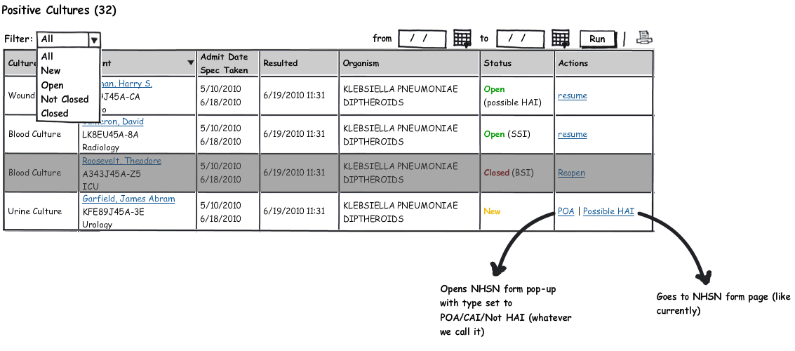 Positive Cultures (32)
Filter: All from / / to / / Run |
All
New
Open
Not Closed
Closed
Culture nt Admit Date Resulted Organism Status Actions
Spec Taken
Wound an, Harry S. 5/10/2010 6/19/2010 11:31 KLEBSIELLA PNEUMONIAE Open resume
J45A-CA 6/18/2010 DIPTHEROIDS (possible HAI)
o
Blood Culture ron, David 5/10/2010 6/19/2010 11:31 KLEBSIELLA PNEUMONIAE Open (SSI) resume
LK8EU45A-8A 6/18/2010 DIPTHEROIDS
Radiology
Blood Culture Roosevelt, Theodore 5/10/2010 6/19/2010 11:31 KLEBSIELLA PNEUMONIAE Closed (BSI) Reopen
A343J45A-Z5 6/18/2010 DIPTHEROIDS
ICU
Urine Culture Garfield, James Abram 5/10/2010 6/19/2010 11:31 KLEBSIELLA PNEUMONIAE New POA | Possible HAI
KFE89J45A-3E 6/18/2010 DIPTHEROIDS
Urology
Opens NHSN form pop-up
with type set to
POA/CAI/Not HAI (whatever
we call it)
Goes to NHSN form page (like
currently)